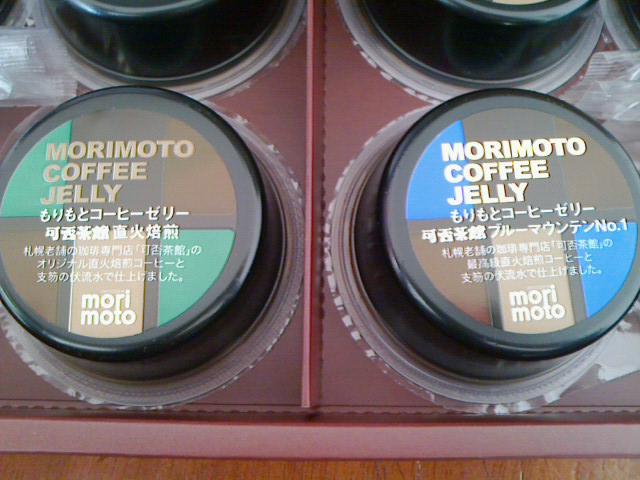 MORIMOTO
COFFEE
JELLY
もりもとコーヒーゼリー
可否茶館 直火焙煎
札幌老舗の珈琲専門店「可否茶館」の
オリジナル直火焙煎コーヒーと
支笏の伏流水で仕上げました。
mori
moto
MORIMOTO
COFFEE
JELLY
もりもとコーヒーゼリー
可否茶館 ブルーマウンテンNo.1
札幌老舗の珈琲専門店「可否茶館」の
最高級直火焙煎コーヒーと
支笏の伏流水で仕上げました。
mori
moto